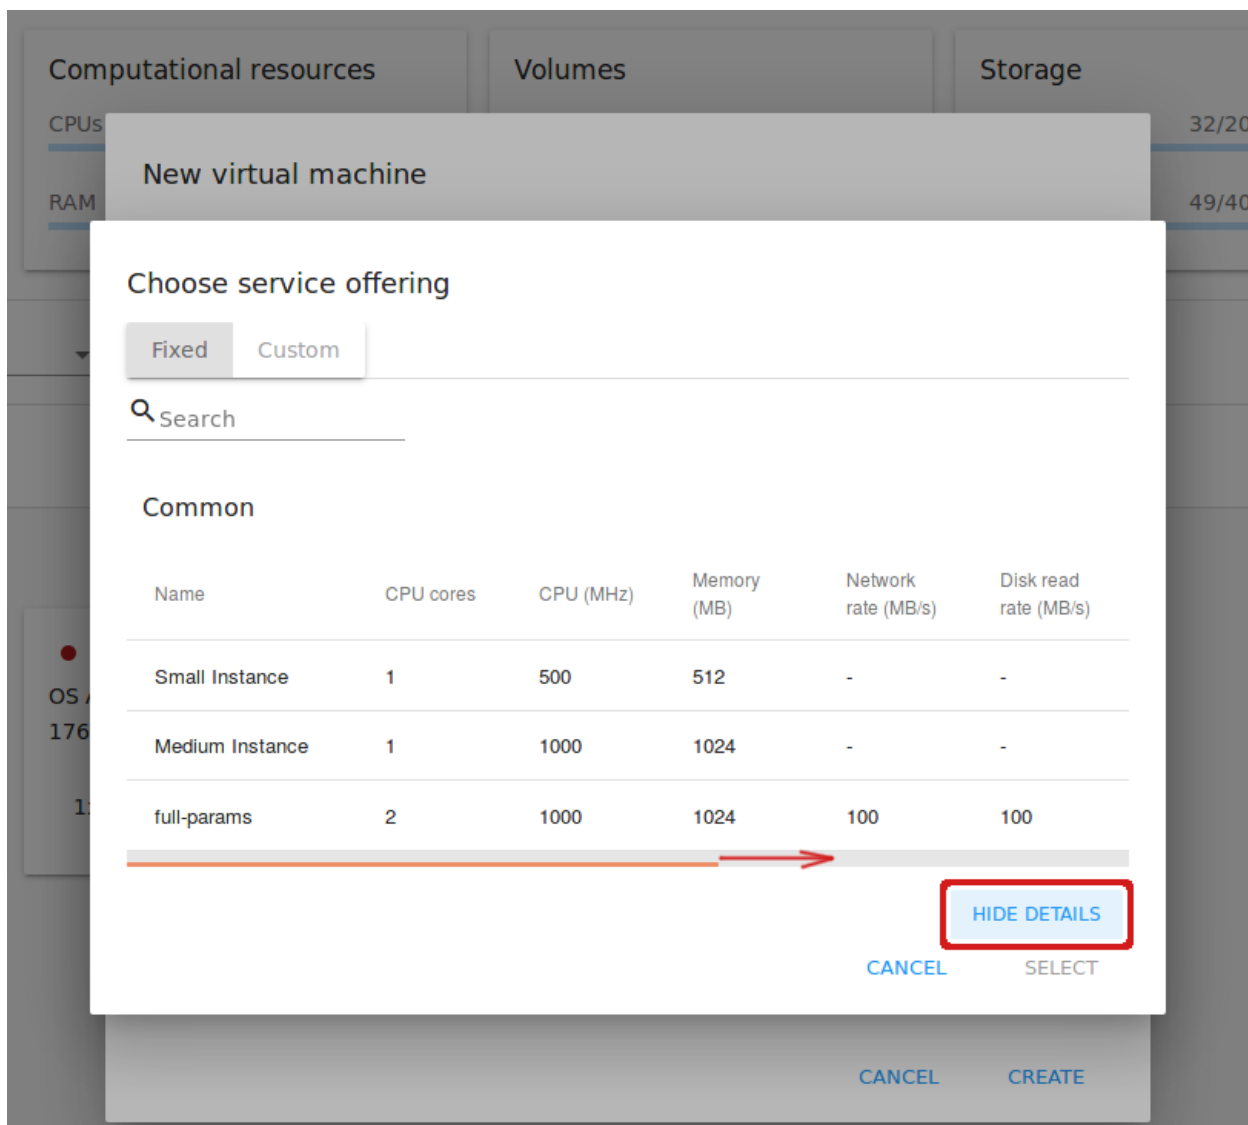 Computational resources
Volumes
Storage
CPUs
32/20
New virtual machine
RAM
49/40
Choose service offering
Fixed
Custom
Search
Common
Name
CPU cores
CPU (MHz)
Memory
(MB)
Network
rate (MB/s)
Disk read
rate (MB/s)
Small Instance 1 500 512 - -
Medium Instance 1 1000 1024 - -
full-params 2 1000 1024 100 100
OS
176
HIDE DETAILS
CANCEL
SELECT
CANCEL
CREATE